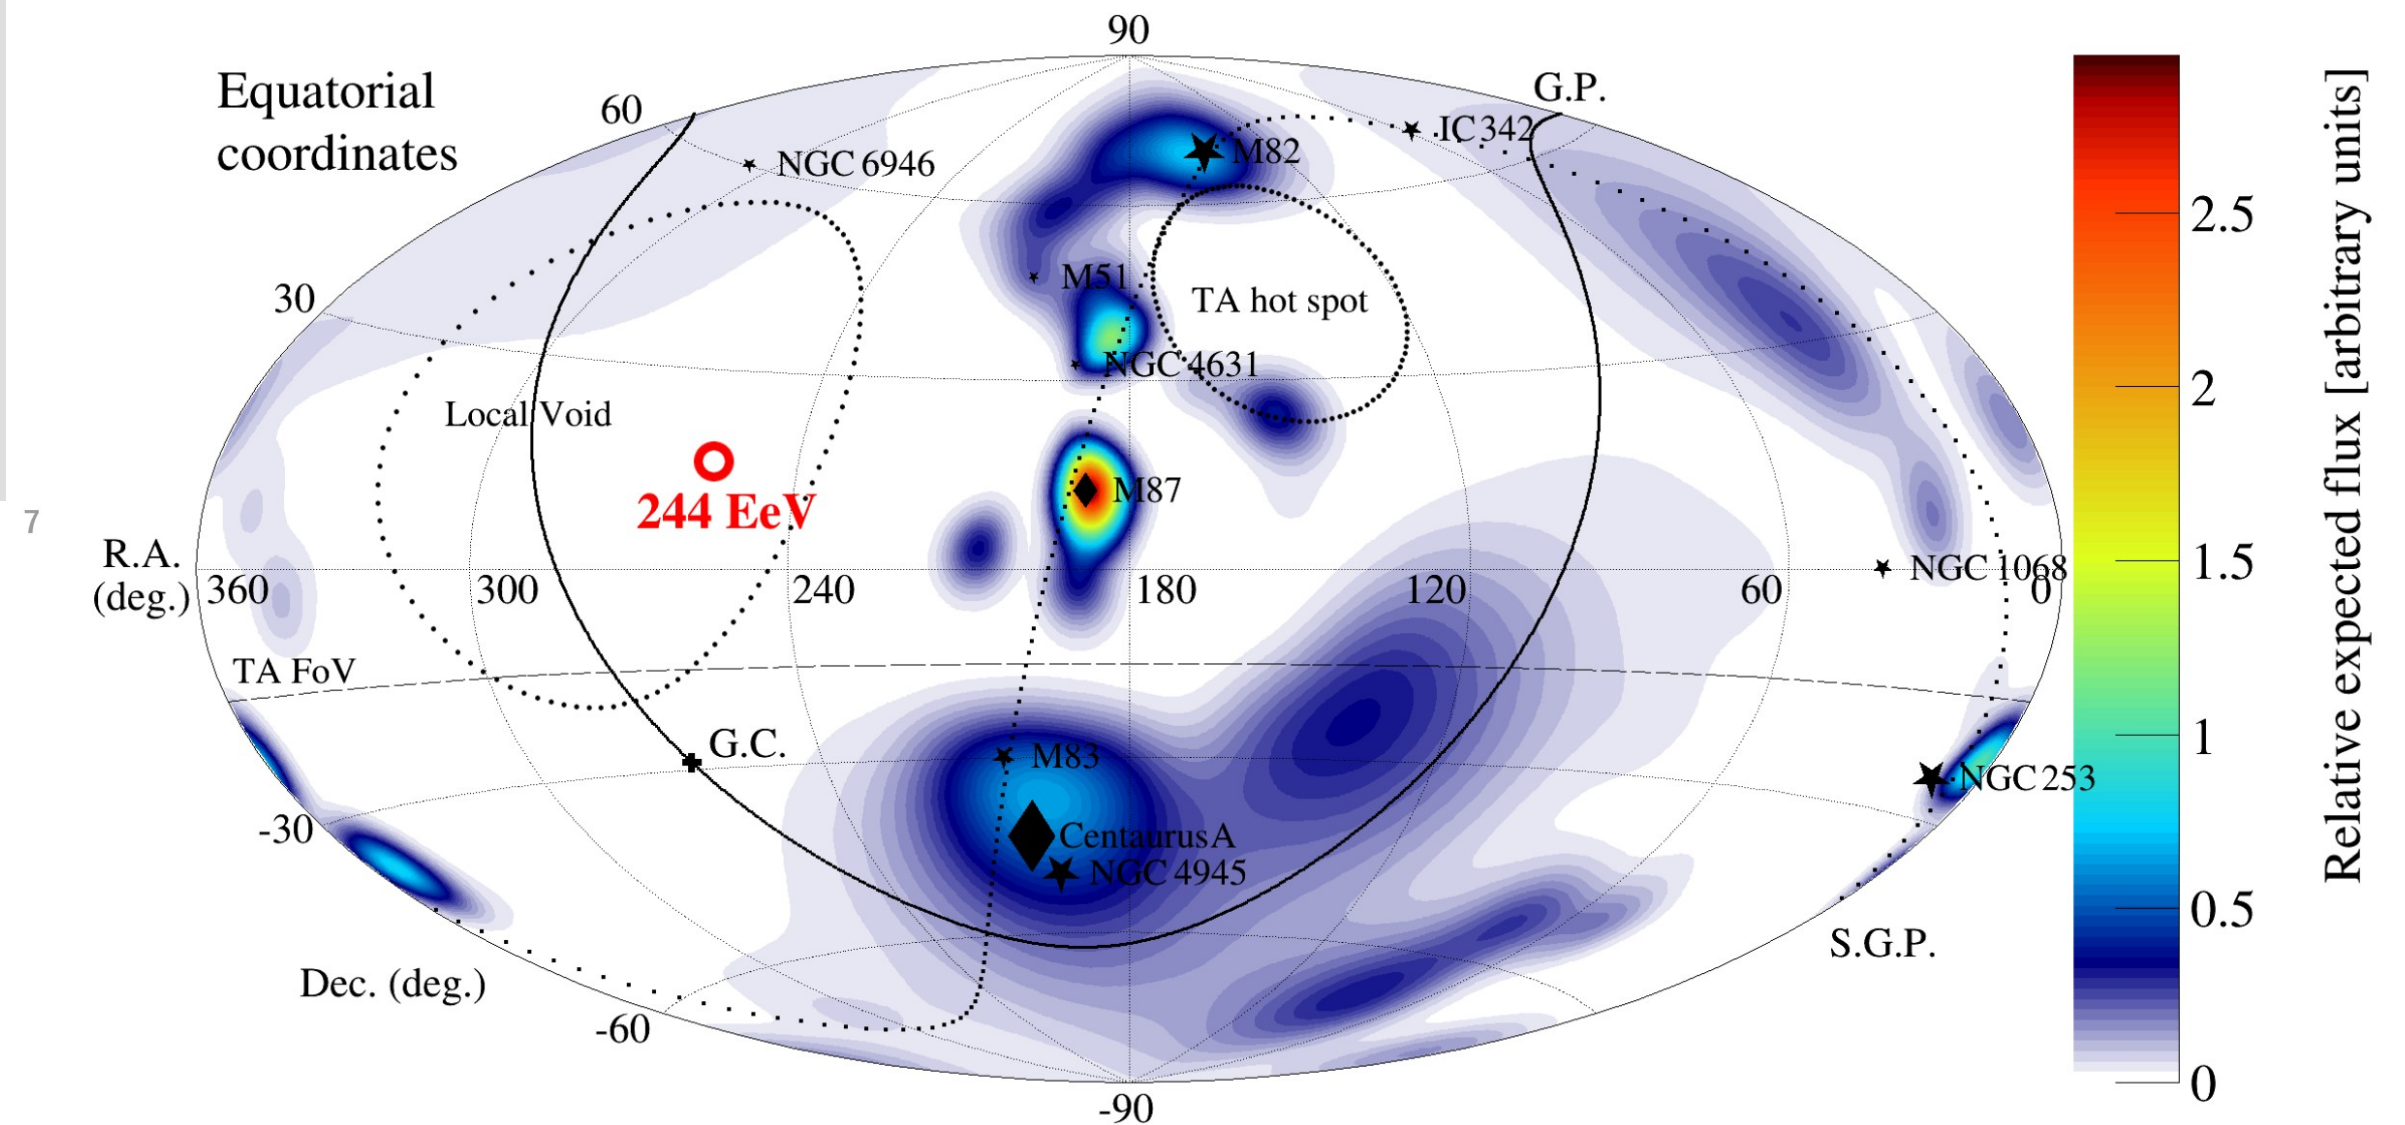 Equatorial
coordinates
90
60
30
G.P.
IC 342
NGC 6946
M82
M51
TA hot spot
NGC 4631
Local Void
244 EeV
M87
7
R.A.
(deg.)
360
300
240
180
120
60
0
NGC 1068
TA FoV
G.C.
M83
NGC 253
-30
Centaurus A
NGC 4945
S.G.P.
Dec. (deg.)
-60
-90
2.5
2
1.5
1
0.5
0
Relative expected flux [arbitrary units]